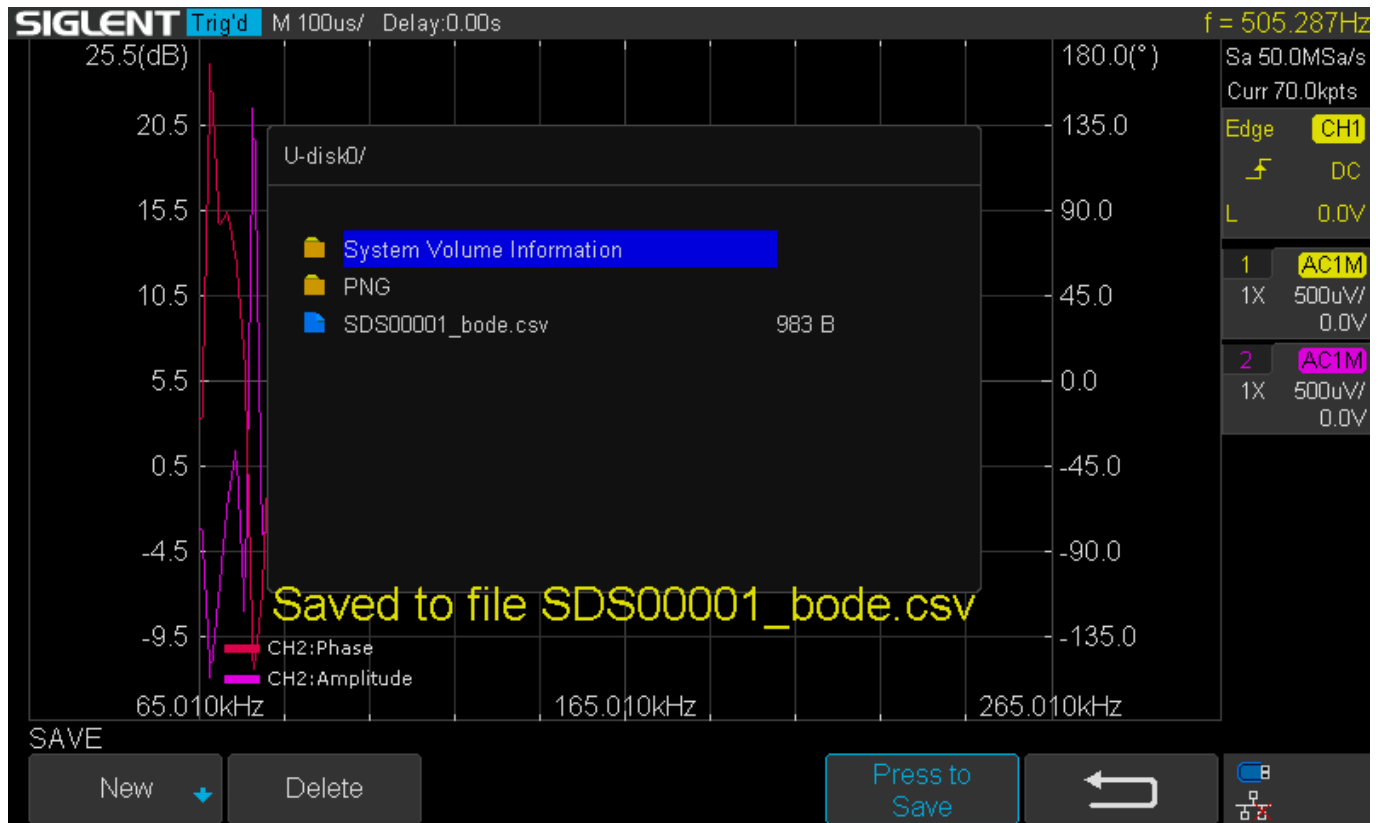 SIGLENT Trig'd M 100us/ Delay:0.00s f = 505.287Hz
25.5(dB) 180.0(°) Sa 50.0MSa/s
Curr 70.0kpts
20.5 135.0 Edge CH1
U-disk0/
DC
15.5 90.0 L 0.0V
System Volume Information
1 AC1M
PNG
10.5 45.0 1X 500uV/
SDS00001_bode.csv 983 B 0.0V
2 AC1M
5.5 0.0 1X 500uV/
0.0V
0.5 -45.0
-4.5 -90.0
Saved to file SDS00001_bode.csv
-9.5 -135.0
CH2:Phase
CH2:Amplitude
65.010kHz 165.010kHz 265.010kHz
SAVE
New Delete Press to
Save